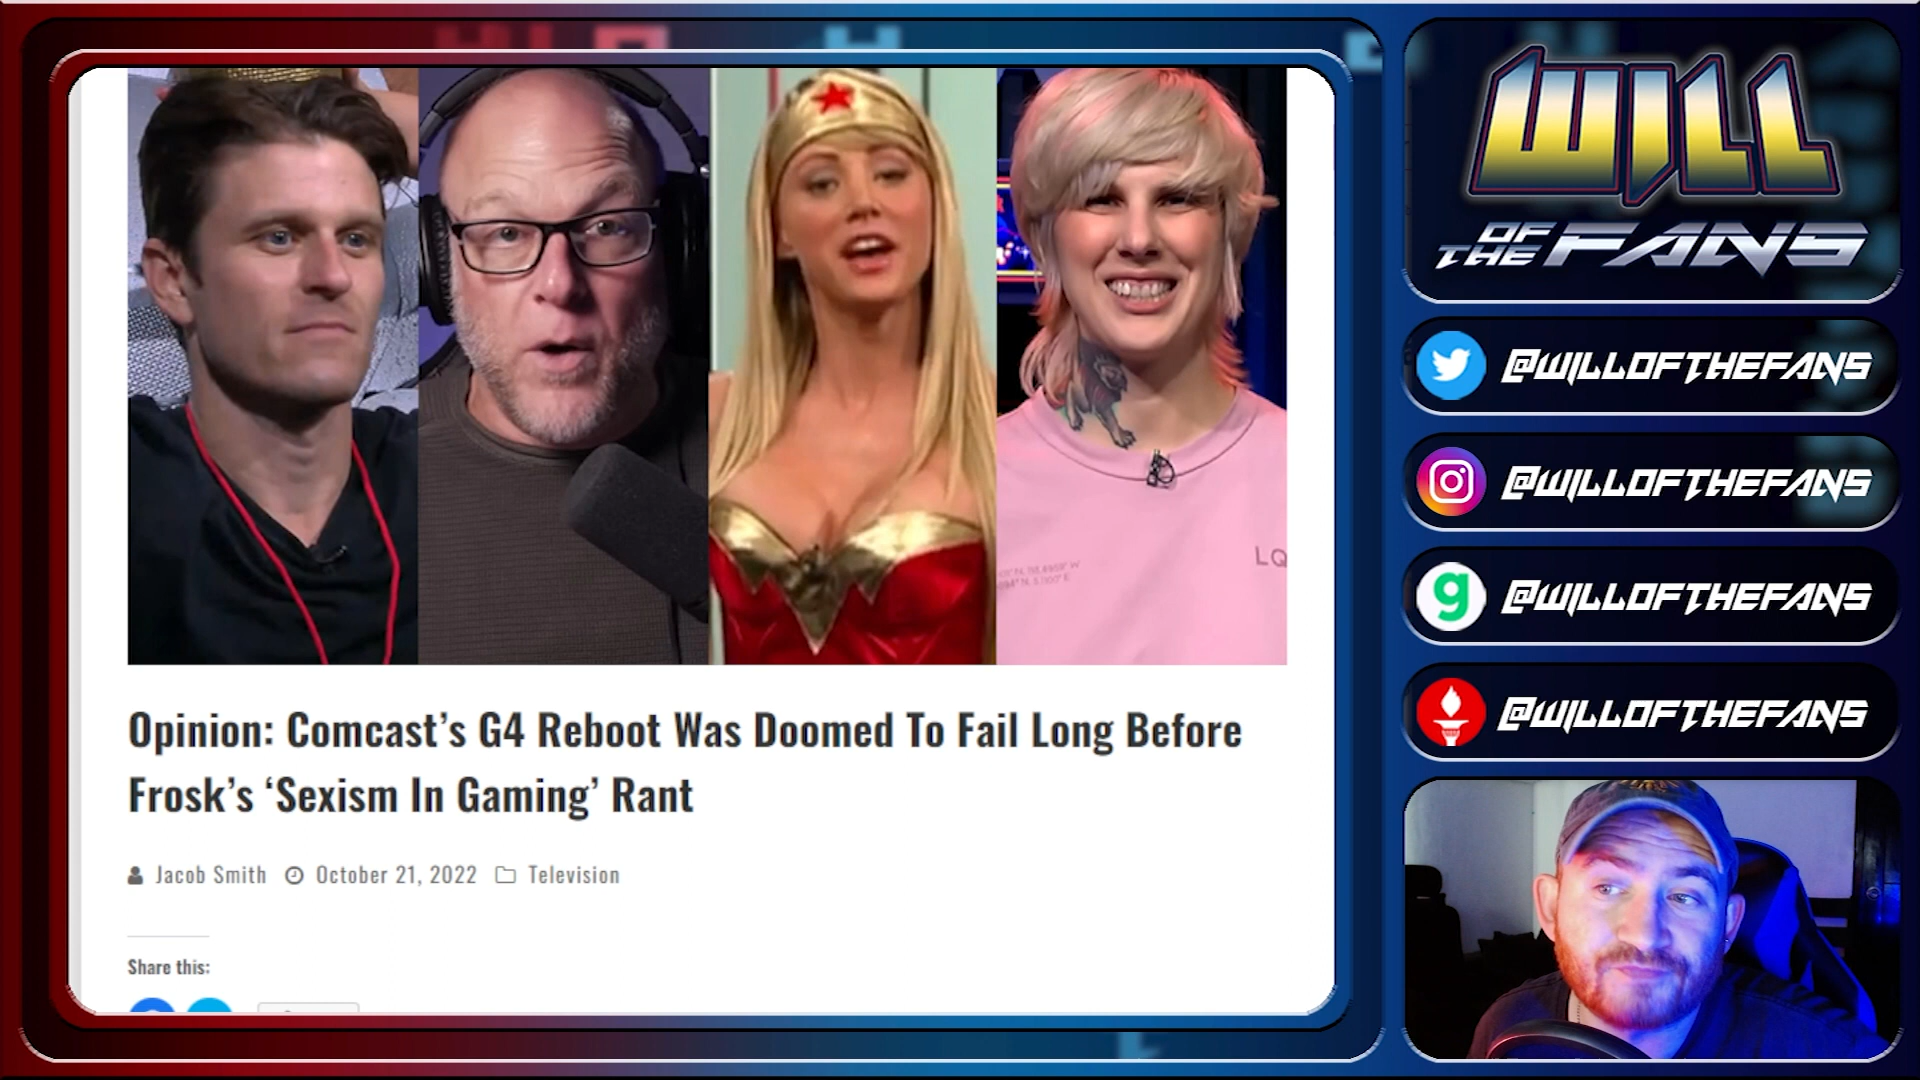 Opinion: Comcast’s G4 Reboot Was Doomed To Fail Long Before
Frosk’s ‘Sexism In Gaming’ Rant
Jacob Smith October 21, 2022 Television
Share this:
LQ
WILL
OF THE FANS
@WILLOFTHEFANS
@WILLOFTHEFANS
@WILLOFTHEFANS
@WILLOFTHEFANS